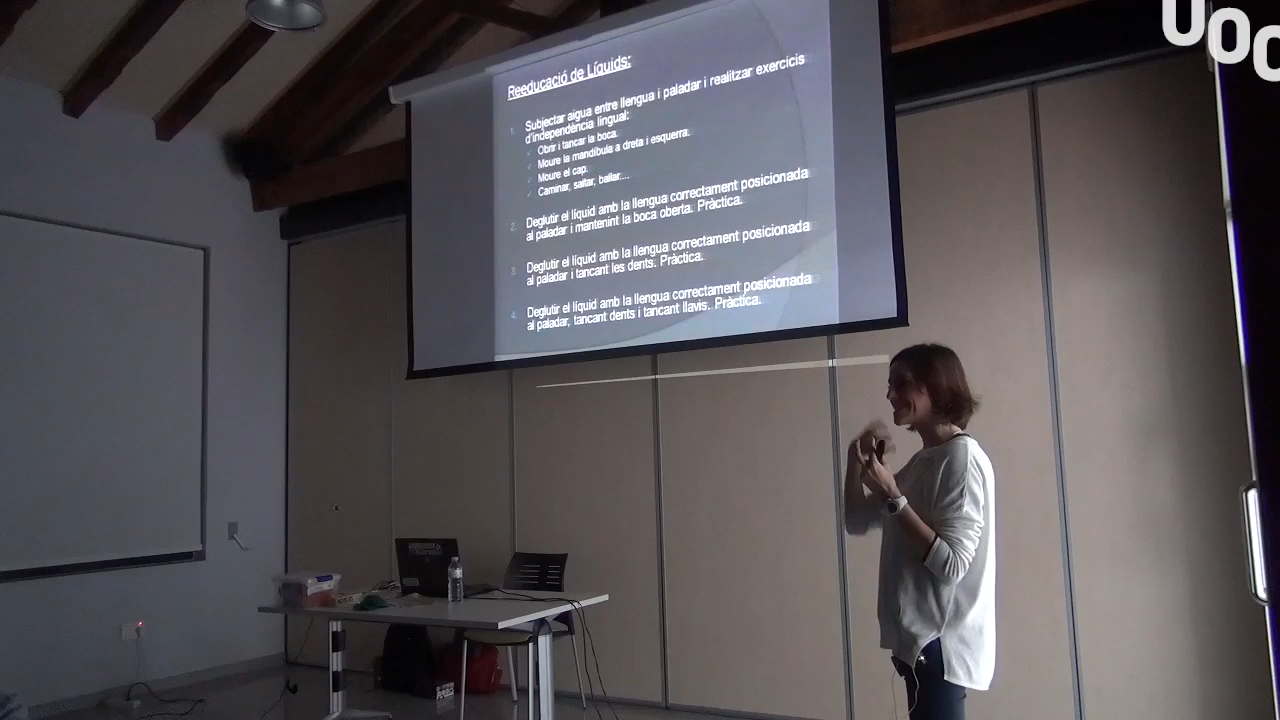 UOC
Reeducació de Líquids:
1. Subjectar aigua entre llengua i paladar i realitzar exercicis
d'independència lingual:
✓ Obrir i tancar la boca.
✓ Moure la mandíbula a dreta i esquerra.
✓ Moure el cap.
✓ Caminar, saltar, ballar...
2. Deglutir el líquid amb la llengua correctament posicionada
al paladar i mantenint la boca oberta. Pràctica.
3. Deglutir el líquid amb la llengua correctament posicionada
al paladar i tancant les dents. Pràctica.
4. Deglutir el líquid amb la llengua correctament posicionada
al paladar, tancant dents i tancant llavis. Pràctica.